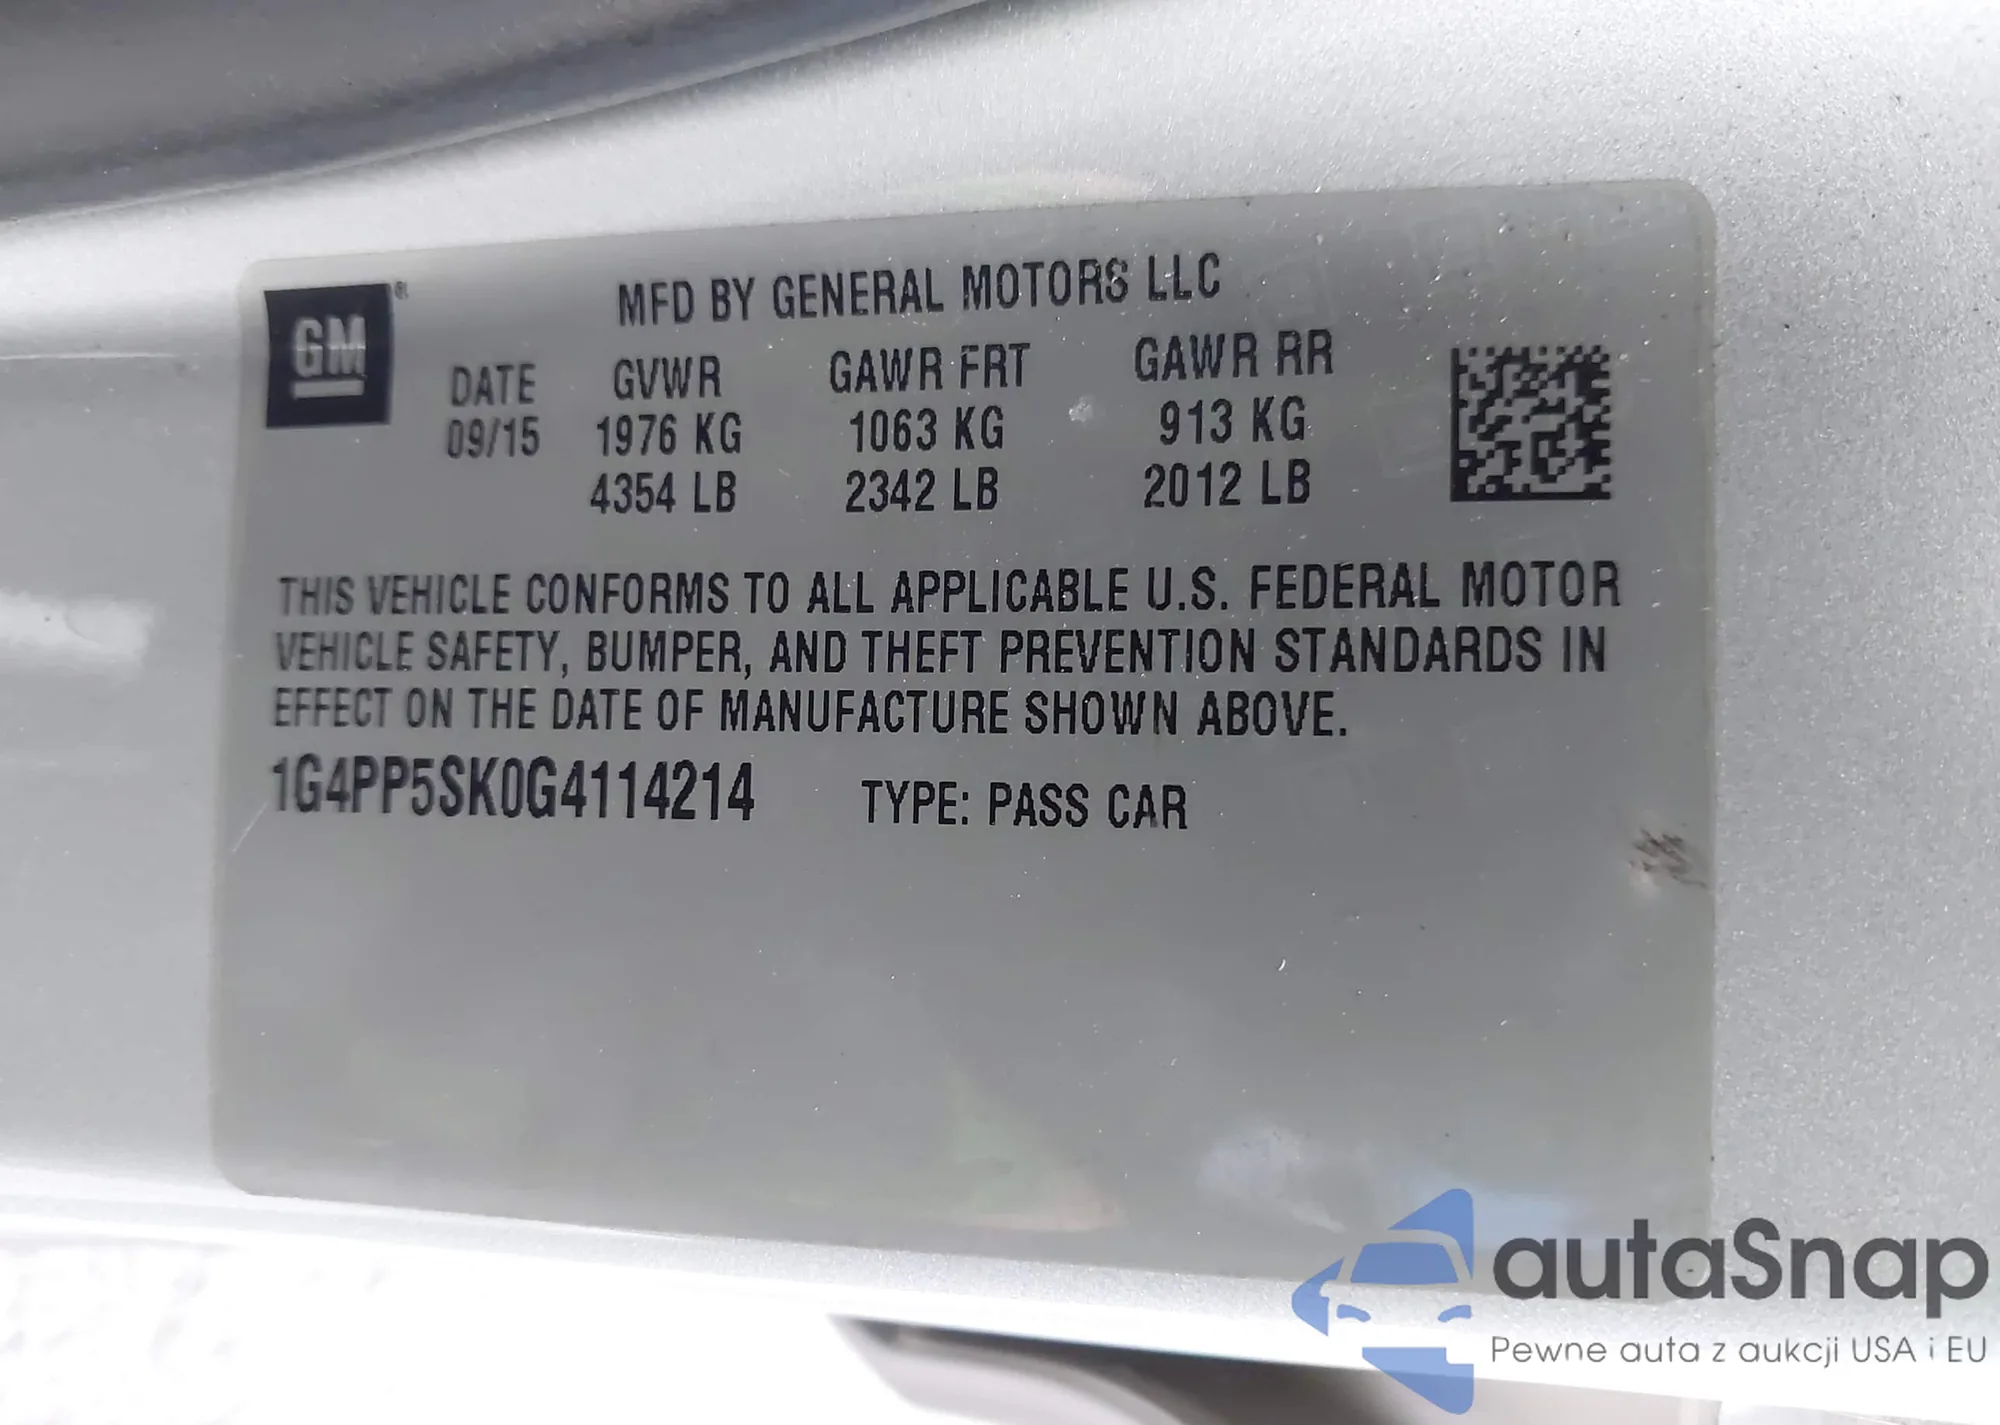 GM
MFD BY GENERAL MOTORS LLC
DATE GVWR GAWR FRT GAWR RR
09/15 1976 KG 1063 KG 913 KG
4354 LB 2342 LB 2012 LB
THIS VEHICLE CONFORMS TO ALL APPLICABLE U.S. FEDERAL MOTOR
VEHICLE SAFETY, BUMPER, AND THEFT PREVENTION STANDARDS IN
EFFECT ON THE DATE OF MANUFACTURE SHOWN ABOVE.
1G4PP5SK0G4114214 TYPE: PASS CAR
autaSnap
Pewne auta z aukcji USA i EU